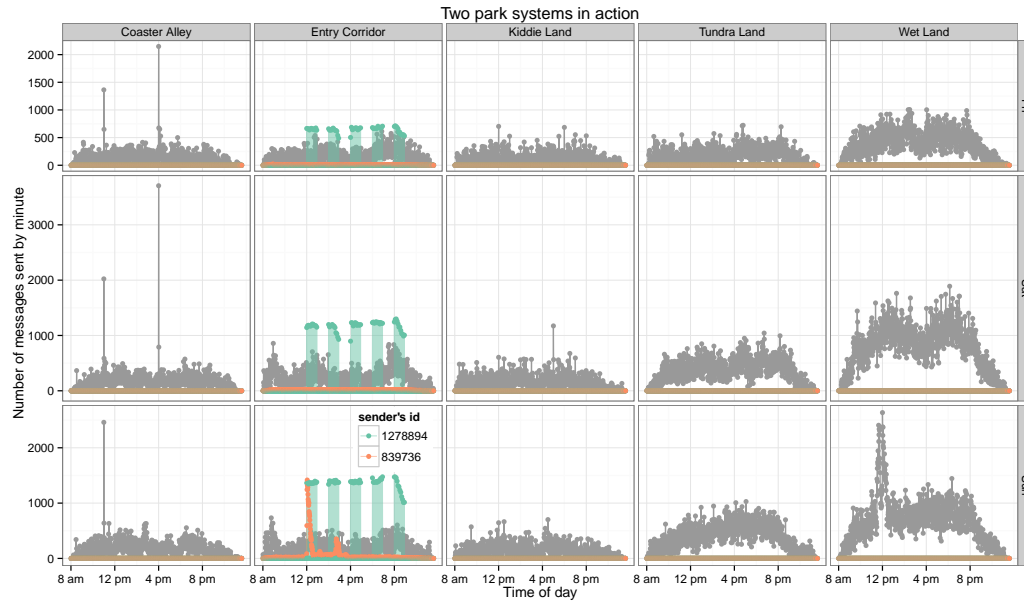 Two park systems in action
Coaster Alley Entry Corridor Kiddie Land Tundra Land Wet Land
2000
1500
1000
500
0
3000
2000
1000
0
sender's id
1278894
839736
2000
1000
0
8 am 12 pm 4 pm 8 pm 8 am 12 pm 4 pm 8 pm 8 am 12 pm 4 pm 8 pm 8 am 12 pm 4 pm 8 pm 8 am 12 pm 4 pm 8 pm
Time of day
Number of messages sent by minute